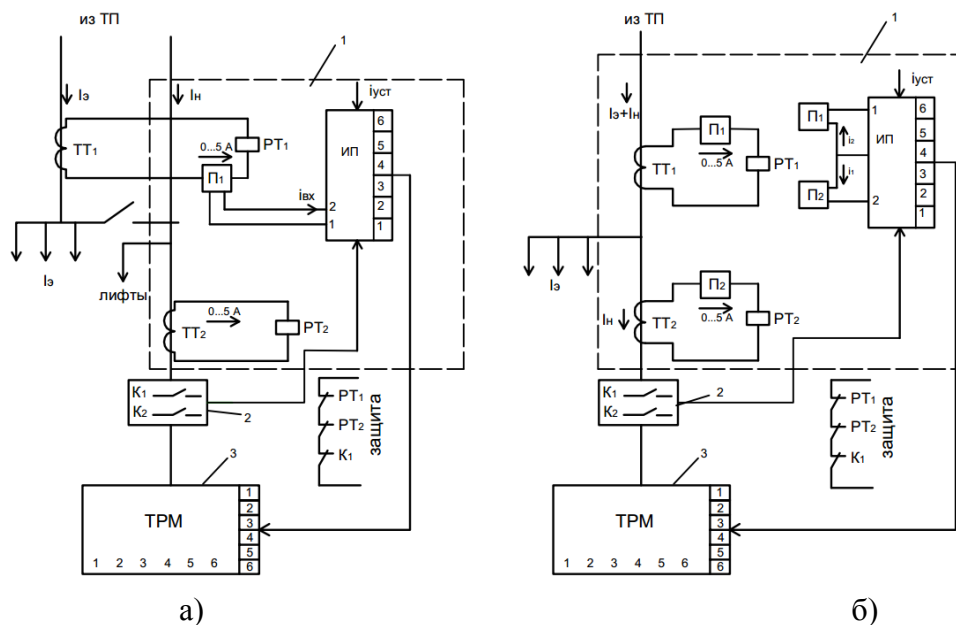 из ТП
1
Iэ
Iн
iуст
ТТ1
0...5 А
РТ1
П1
ИП
6
5
4
3
2
1
iвх
2
1
Iэ
лифты
ТТ2
0...5 А
РТ2
К1
К2
2
РТ1
РТ2
К1
защита
3
ТРМ
1 2 3 4 5 6
1
2
3
4
5
6
а)
из ТП
1
Iэ+Iн
iуст
ТТ1
П1
0...5 А
РТ1
П1
П2
i2
i1
1
2
ИП
6
5
4
3
2
1
Iэ
Iн
ТТ2
П2
0...5 А
РТ2
К1
К2
2
РТ1
РТ2
К1
защита
3
ТРМ
1 2 3 4 5 6
1
2
3
4
5
6
б)